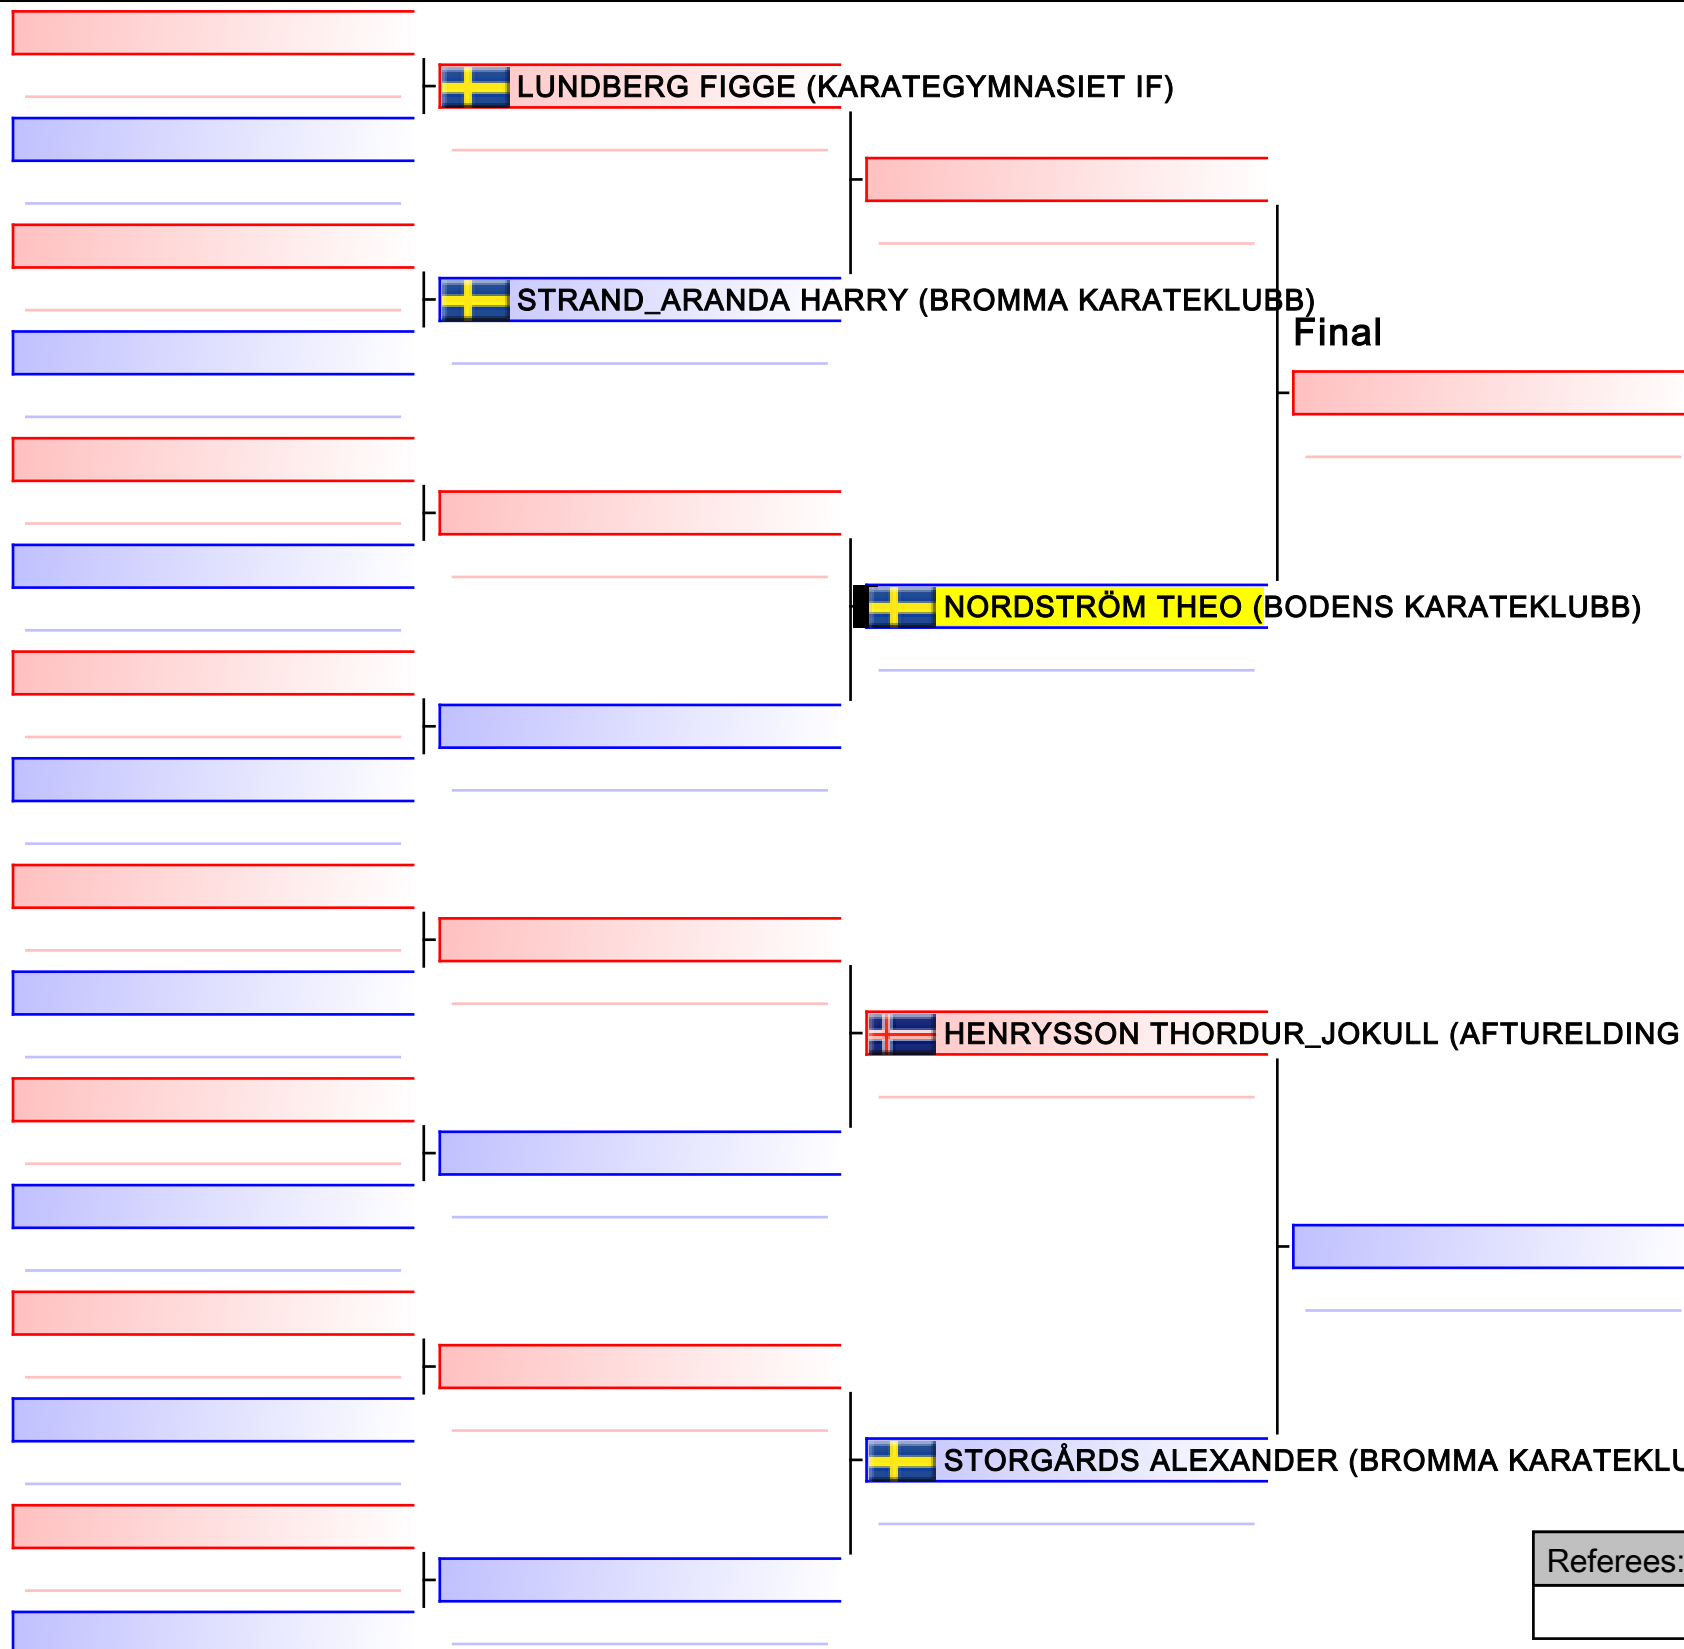 LUNDBERG FIGGE (KARATEGYMNASIET IF)
STRAND_ARANDA HARRY (BROMMA KARATEKLUBB)
Final
NORDSTRÖM THEO (BODENS KARATEKLUBB)
HENRYSSON THORDUR_JOKULL (AFTURELDING
STORGÅRDS ALEXANDER (BROMMA
Referees: